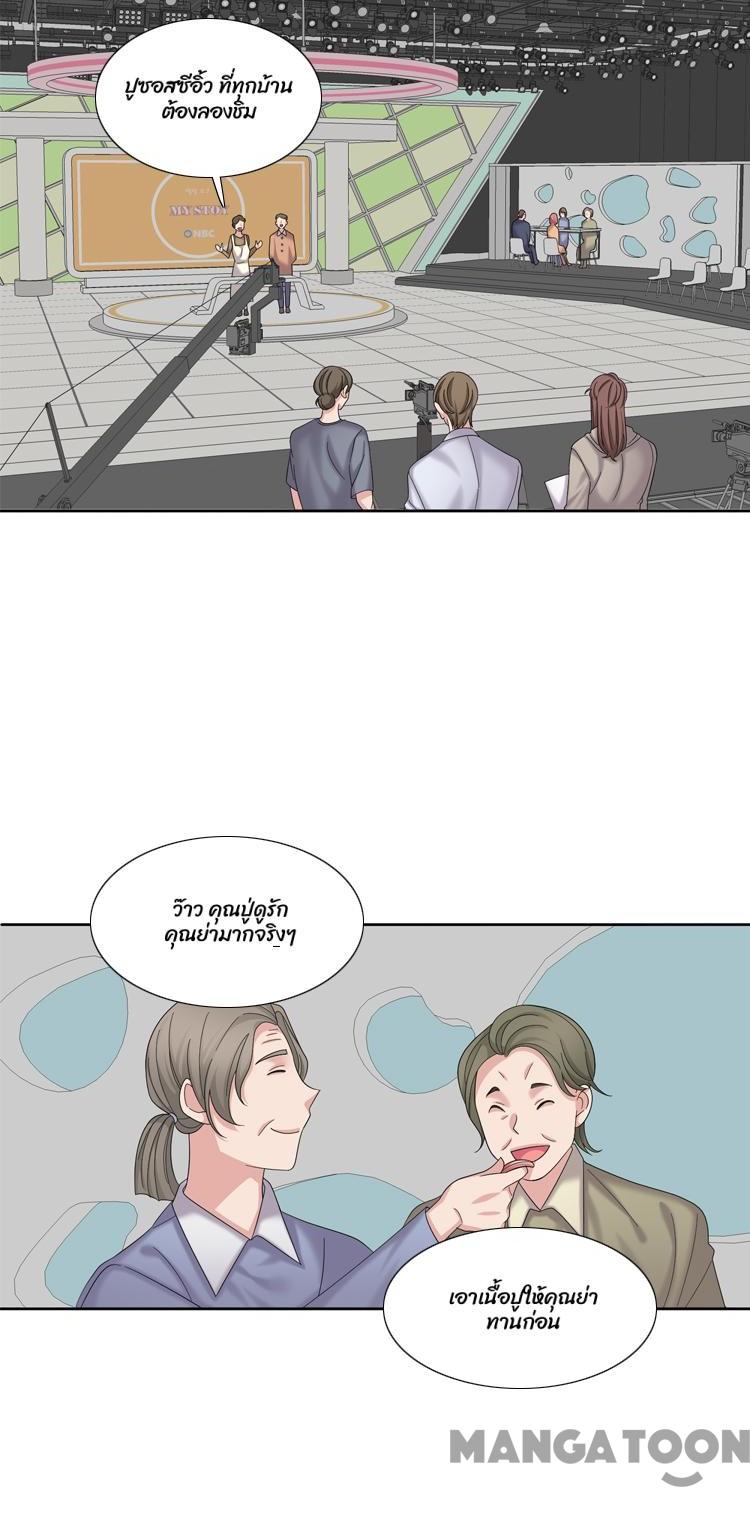 ปูซอสซีอิ้ว ที่ทุกบ้าน
ต้องลองชิม
MY STOY
NBC
ว๊าว คุณปู่ดูรัก
คุณย่ามากจริงๆ
เอาเนื้อปูให้คุณย่า
ทานก่อน
MANGATOON